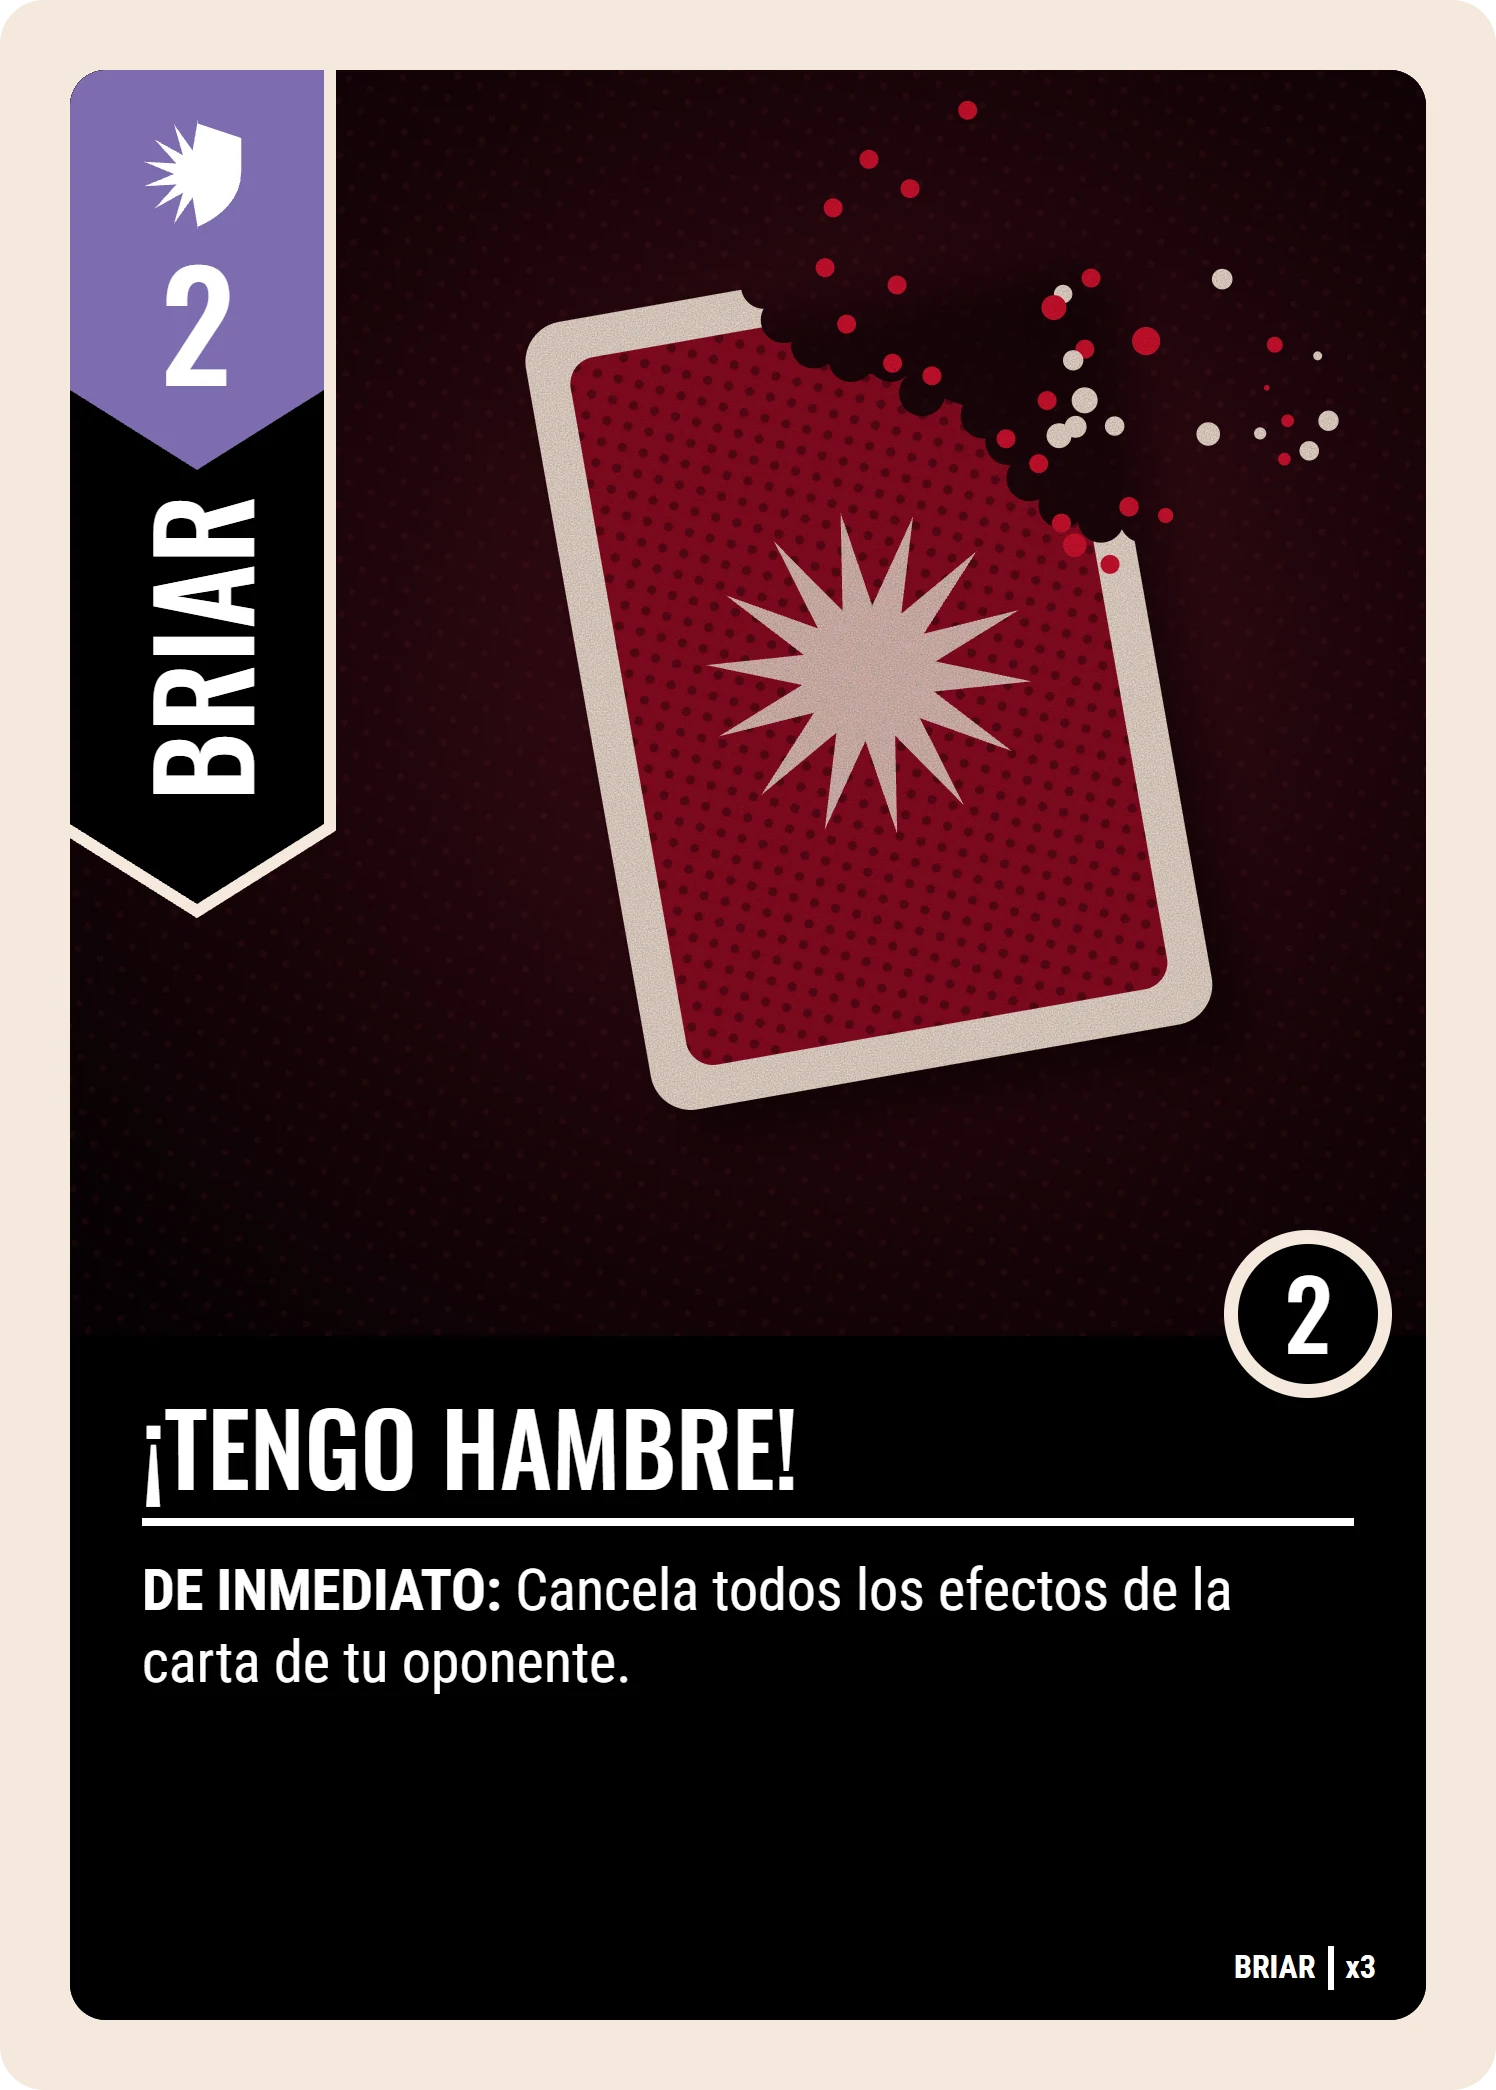 2
BRIAR
2
¡TENGO HAMBRE!
DE INMEDIATO: Cancela todos los efectos de la
carta de tu oponente.
BRIAR | x3